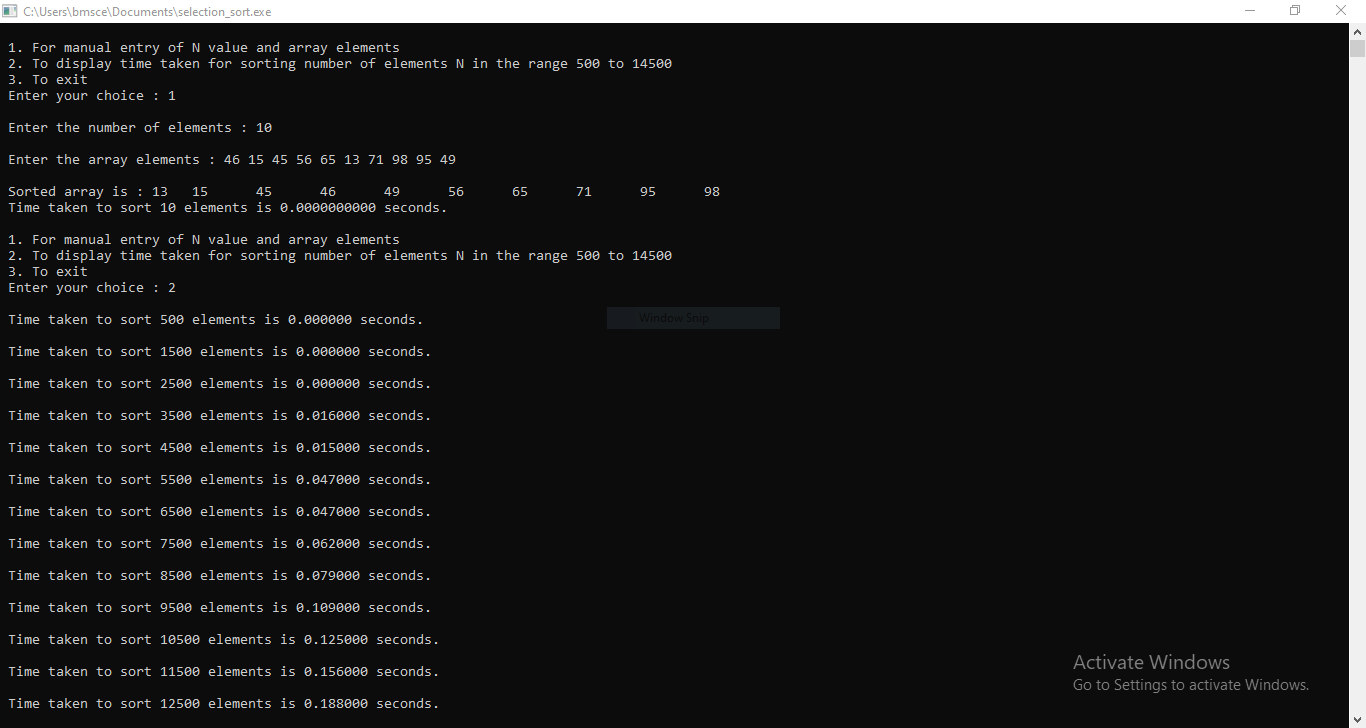 C:\Users\bmsce\Documents\selection_sort.exe
1. For manual entry of N value and array elements
2. To display time taken for sorting number of elements N in the range 500 to 14500
3. To exit
Enter your choice : 1
Enter the number of elements : 10
Enter the array elements : 46 15 45 56 65 13 71 98 95 49
Sorted array is : 13 15 45 46 49 56 65 71 95 98
Time taken to sort 10 elements is 0.0000000000 seconds.
1. For manual entry of N value and array elements
2. To display time taken for sorting number of elements N in the range 500 to 14500
3. To exit
Enter your choice : 2
Time taken to sort 500 elements is 0.000000 seconds.
Window Snip
Time taken to sort 1500 elements is 0.000000 seconds.
Time taken to sort 2500 elements is 0.000000 seconds.
Time taken to sort 3500 elements is 0.016000 seconds.
Time taken to sort 4500 elements is 0.015000 seconds.
Time taken to sort 5500 elements is 0.047000 seconds.
Time taken to sort 6500 elements is 0.047000 seconds.
Time taken to sort 7500 elements is 0.062000 seconds.
Time taken to sort 8500 elements is 0.079000 seconds.
Time taken to sort 9500 elements is 0.109000 seconds.
Time taken to sort 10500 elements is 0.125000 seconds.
Time taken to sort 11500 elements is 0.156000 seconds.
Time taken to sort 12500 elements is 0.188000 seconds.
Activate Windows
Go to Settings to activate Windows.